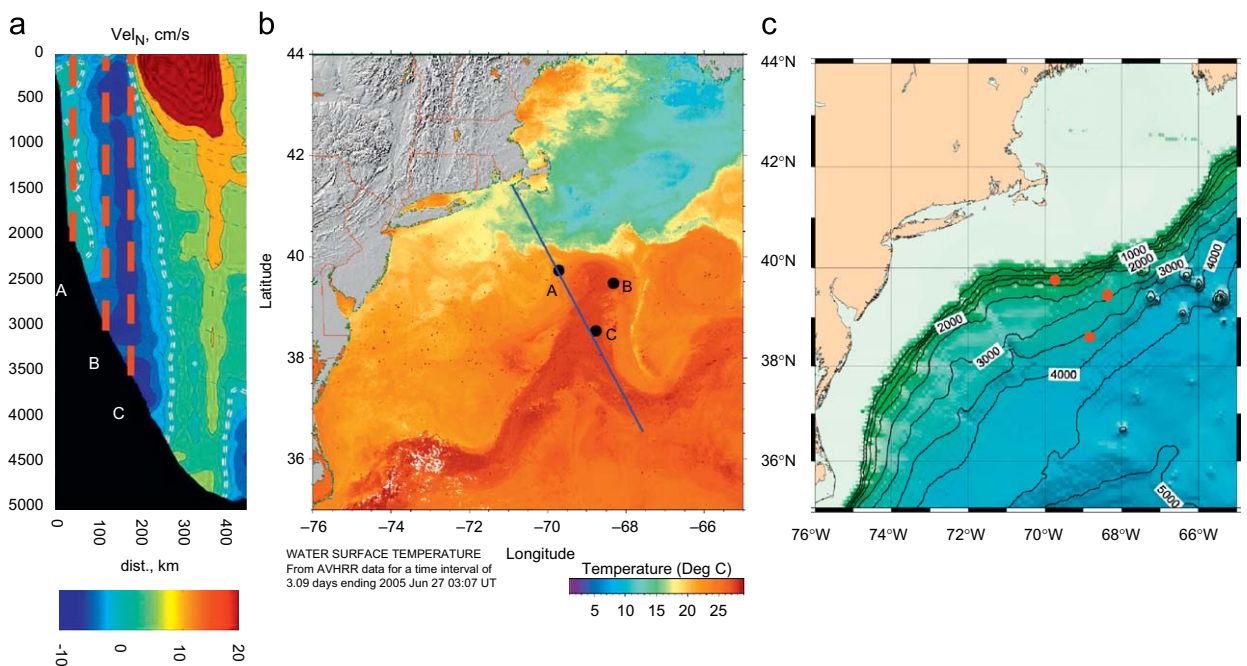 a
Vel_N, cm/s
0
500
1000
1500
2000
2500
3000
3500
4000
4500
5000
A
B
C
0
100
200
300
400
dist., km
-10
0
10
20
b
44
42
40
38
36
Latitude
A
B
C
−76
−74
−72
−70
−68
−66
Longitude
WATER SURFACE TEMPERATURE
From AVHRR data for a time interval of
3.09 days ending 2005 Jun 27 03:07 UT
Temperature (Deg C)
5 10 15 20 25
c
44°N
42°N
40°N
38°N
36°N
1000
2000
3000
4000
2000
3000
4000
5000
76°W
74°W
72°W
70°W
68°W
66°W